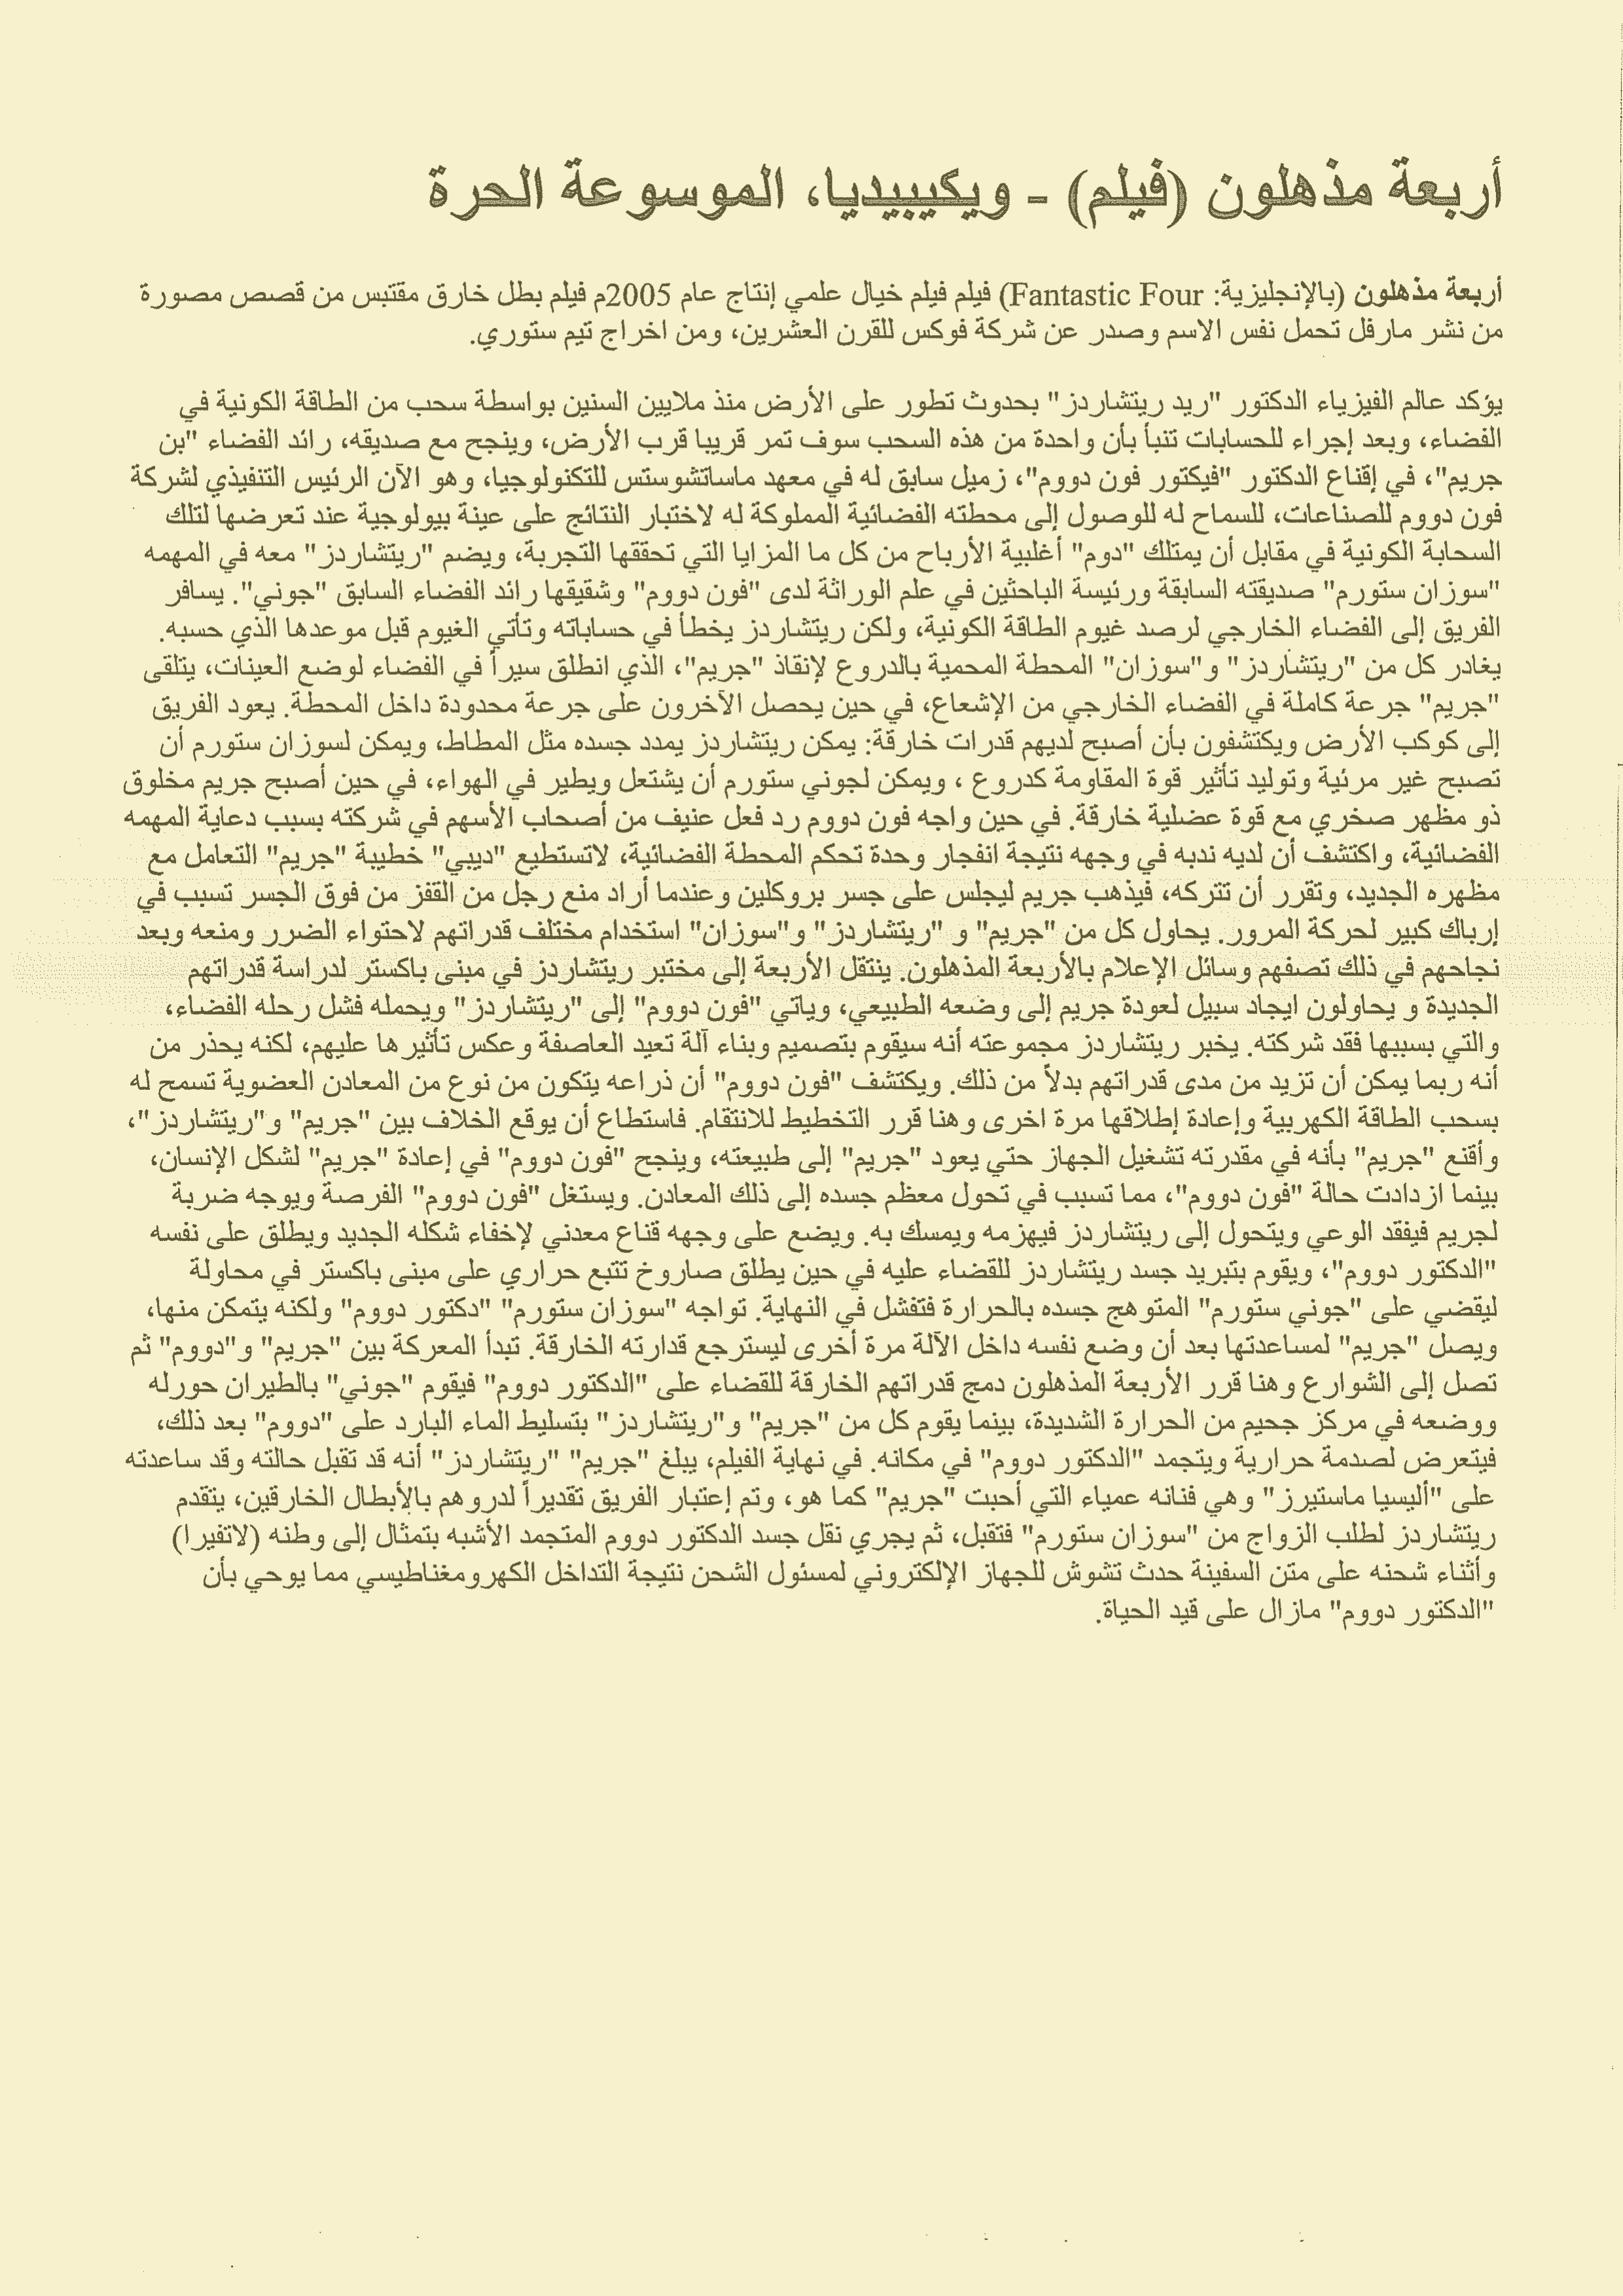 أربعة مذهلون (فيلم) - ويكيبيديا، الموسوعة الحرة
أربعة مذهلون (بالإنجليزية: Fantastic Four) فيلم فيلم خيال علمي إنتاج عام 2005م فيلم بطل خارق مقتبس من قصص مصورة
من نشر مارفل تحمل نفس الاسم وصدر عن شركة فوكس للقرن العشرين، ومن اخراج تيم ستوري.
يؤكد عالم الفيزياء الدكتور "ريد ريتشاردز" بحدوث تطور على الأرض منذ ملايين السنين بواسطة سحب من الطاقة الكونية في
الفضاء، وبعد إجراء للحسابات تنبأ بأن واحدة من هذه السحب سوف تمر قريبا قرب الأرض، وينجح مع صديقه، رائد الفضاء "بن
جريم"، في إقناع الدكتور "فيكتور فون دووم"، زميل سابق له في معهد ماساتشوستس للتكنولوجيا، وهو الآن الرئيس التنفيذي لشركة
فون دووم للصناعات، للسماح له للوصول إلى محطته الفضائية المملوكة له لاختبار النتائج على عينة بيولوجية عند تعرضها لتلك
السحابة الكونية في مقابل أن يمتلك "دوم" أغلبية الأرباح من كل ما المزايا التي تحققها التجربة، ويضم "ريتشاردز" معه في المهمه
"سوزان ستورم" صديقته السابقة ورئيسة الباحثين في علم الوراثة لدى "فون دووم" وشقيقها رائد الفضاء السابق "جوني". يسافر
الفريق إلى الفضاء الخارجي لرصد غيوم الطاقة الكونية، ولكن ريتشاردز يخطأ في حساباته وتأتي الغيوم قبل موعدها الذي حسبه.
يغادر كل من "ريتشاردز" و"سوزان" المحطة المحمية بالدروع لإنقاذ "جريم"، الذي انطلق سيراً في الفضاء لوضع العينات، يتلقى
"جريم" جرعة كاملة في الفضاء الخارجي من الإشعاع، في حين يحصل الآخرون على جرعة محدودة داخل المحطة. يعود الفريق
إلى كوكب الأرض ويكتشفون بأن أصبح لديهم قدرات خارقة: يمكن ريتشاردز يمدد جسده مثل المطاط، ويمكن لسوزان ستورم أن
تصبح غير مرئية وتوليد تأثير قوة المقاومة كدروع ، ويمكن لجوني ستورم أن يشتعل ويطير في الهواء، في حين أصبح جريم مخلوق
ذو مظهر صخري مع قوة عضلية خارقة. في حين واجه فون دووم رد فعل عنيف من أصحاب الأسهم في شركته بسبب دعاية المهمه
الفضائية، واكتشف أن لديه ندبه في وجهه نتيجة انفجار وحدة تحكم المحطة الفضائية، لاتستطيع "ديبي" خطيبة "جريم" التعامل مع
مظهره الجديد، وتقرر أن تتركه، فيذهب جريم ليجلس على جسر بروكلين وعندما أراد منع رجل من القفز من فوق الجسر تسبب في
إرباك كبير لحركة المرور. يحاول كل من "جريم" و "ريتشاردز" و"سوزان" استخدام مختلف قدراتهم لاحتواء الضرر ومنعه وبعد
نجاحهم في ذلك تصفهم وسائل الإعلام بالأربعة المذهلون. ينتقل الأربعة إلى مختبر ريتشاردز في مبنى باكستر لدراسة قدراتهم
الجديدة و يحاولون ايجاد سبيل لعودة جريم إلى وضعه الطبيعي، وياتي "فون دووم" إلى "ريتشاردز" ويحمله فشل رحله الفضاء،
والتي بسببها فقد شركته. يخبر ريتشاردز مجموعته أنه سيقوم بتصميم وبناء آلة تعيد العاصفة وعكس تأثيرها عليهم، لكنه يحذر من
أنه ربما يمكن أن تزيد من مدى قدراتهم بدلاً من ذلك. ويكتشف "فون دووم" أن ذراعه يتكون من نوع من المعادن العضوية تسمح له
بسحب الطاقة الكهربية وإعادة إطلاقها مرة اخرى وهنا قرر التخطيط للانتقام. فاستطاع أن يوقع الخلاف بين "جريم" و"ريتشاردز"،
وأقنع "جريم" بأنه في مقدرته تشغيل الجهاز حتي يعود "جريم" إلى طبيعته، وينجح "فون دووم" في إعادة "جريم" لشكل الإنسان،
بينما ازدادت حالة "فون دووم"، مما تسبب في تحول معظم جسده إلى ذلك المعادن. ويستغل "فون دووم" الفرصة ويوجه ضربة
لجريم فيفقد الوعي ويتحول إلى ريتشاردز فيهزمه ويمسك به. ويضع على وجهه قناع معدني لإخفاء شكله الجديد ويطلق على نفسه
"الدكتور دووم"، ويقوم بتبريد جسد ريتشاردز للقضاء عليه في حين يطلق صاروخ تتبع حراري على مبنى باكستر في محاولة
ليقضي على "جوني ستورم" المتوهج جسده بالحرارة فتفشل في النهاية. تواجه "سوزان ستورم" "دكتور دووم" ولكنه يتمكن منها،
ويصل "جريم" لمساعدتها بعد أن وضع نفسه داخل الآلة مرة أخرى ليسترجع قدارته الخارقة. تبدأ المعركة بين "جريم" و"دووم" ثم
تصل إلى الشوارع وهنا قرر الأربعة المذهلون دمج قدراتهم الخارقة للقضاء على "الدكتور دووم" فيقوم "جوني" بالطيران حورله
ووضعه في مركز جحيم من الحرارة الشديدة، بينما يقوم كل من "جريم" و"ريتشاردز" بتسليط الماء البارد على "دووم" بعد ذلك،
فيتعرض لصدمة حرارية ويتجمد "الدكتور دووم" في مكانه. في نهاية الفيلم، يبلغ "جريم" "ريتشاردز" أنه قد تقبل حالته وقد ساعدته
على "أليسيا ماستيرز" وهي فنانه عمياء التي أحبت "جريم" كما هو، وتم إعتبار الفريق تقديراً لدروهم بالأبطال الخارقين، يتقدم
ريتشاردز لطلب الزواج من "سوزان ستورم" فتقبل، ثم يجري نقل جسد الدكتور دووم المتجمد الأشبه بتمثال إلى وطنه (لاتفيرا)
وأثناء شحنه على متن السفينة حدث تشوش للجهاز الإلكتروني لمسئول الشحن نتيجة التداخل الكهرومغناطيسي مما يوحي بأن
"الدكتور دووم" مازال على قيد الحياة.